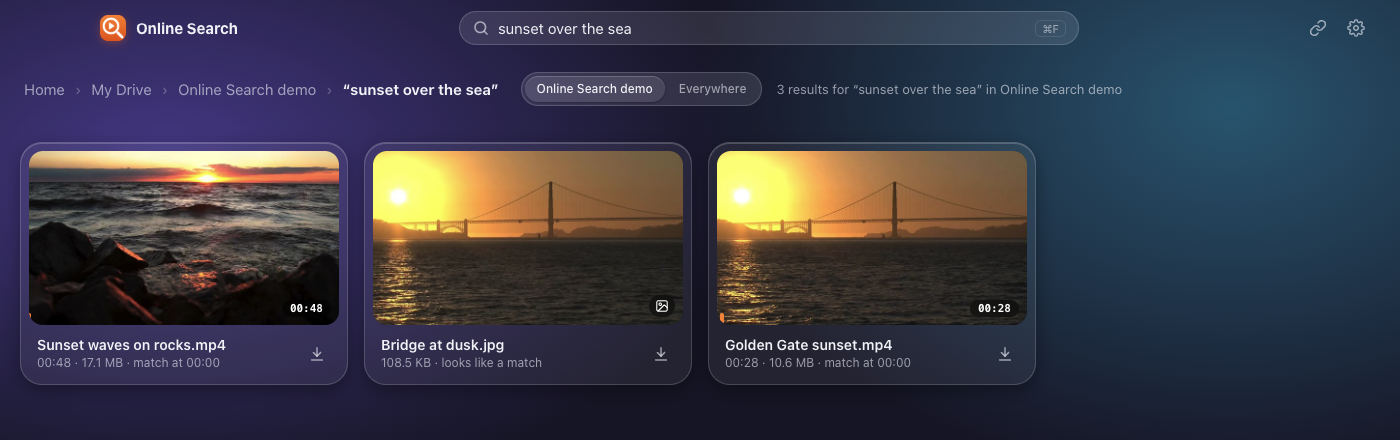 Online Search
sunset over the sea
⌘F
Home › My Drive › Online Search demo › “sunset over the sea”
Online Search demo
Everywhere
3 results for “sunset over the sea” in Online Search demo
00:48
00:28
Sunset waves on rocks.mp4
00:48 · 17.1 MB · match at 00:00
Bridge at dusk.jpg
108.5 KB · looks like a match
Golden Gate sunset.mp4
00:28 · 10.6 MB · match at 00:00